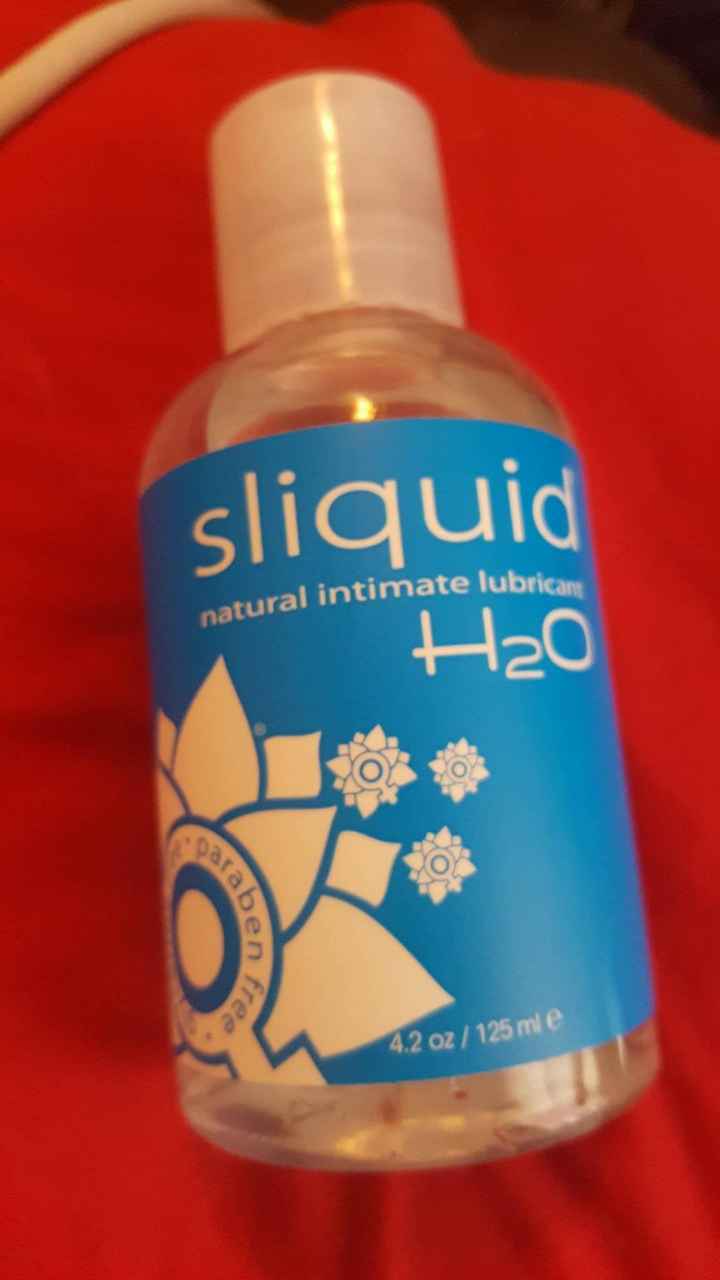 sliquid
natural intimate lubricant
H2O
®
paraben free
4.2 oz / 125 ml e